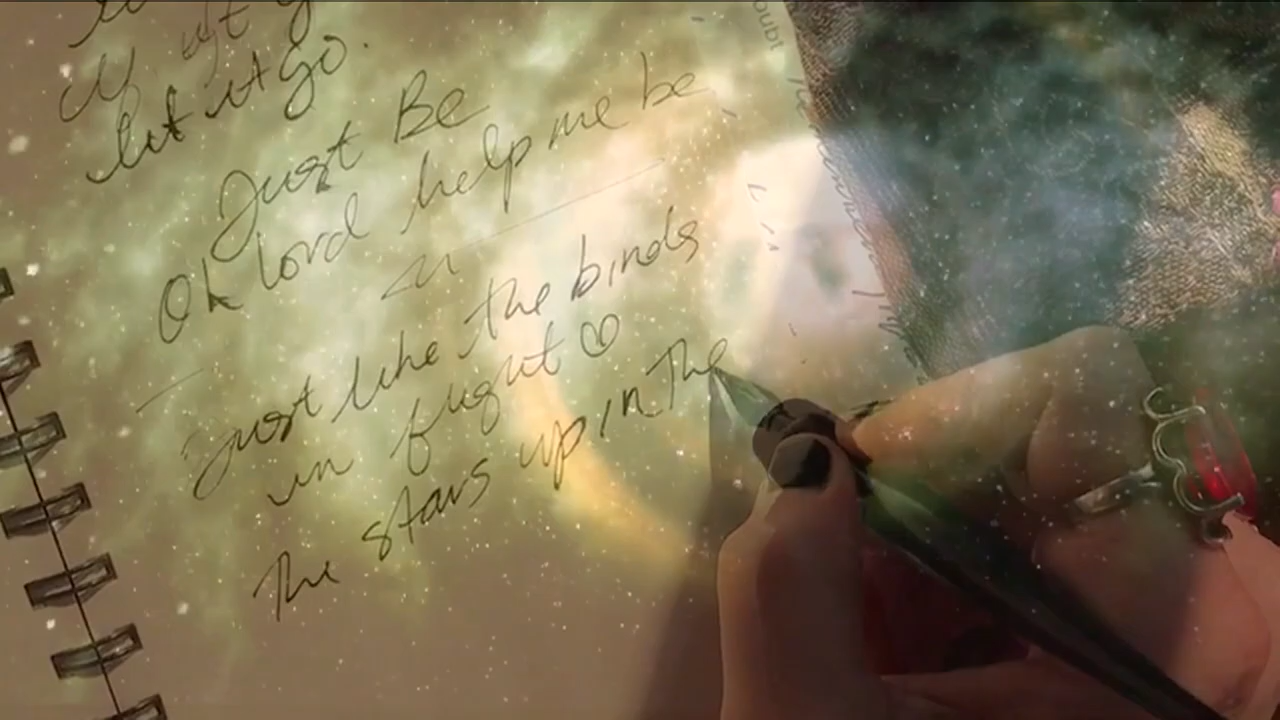 let it go.
Just Be
Oh lord help me be
Just like the birds
in flight ♡
The stars up in The
oubt